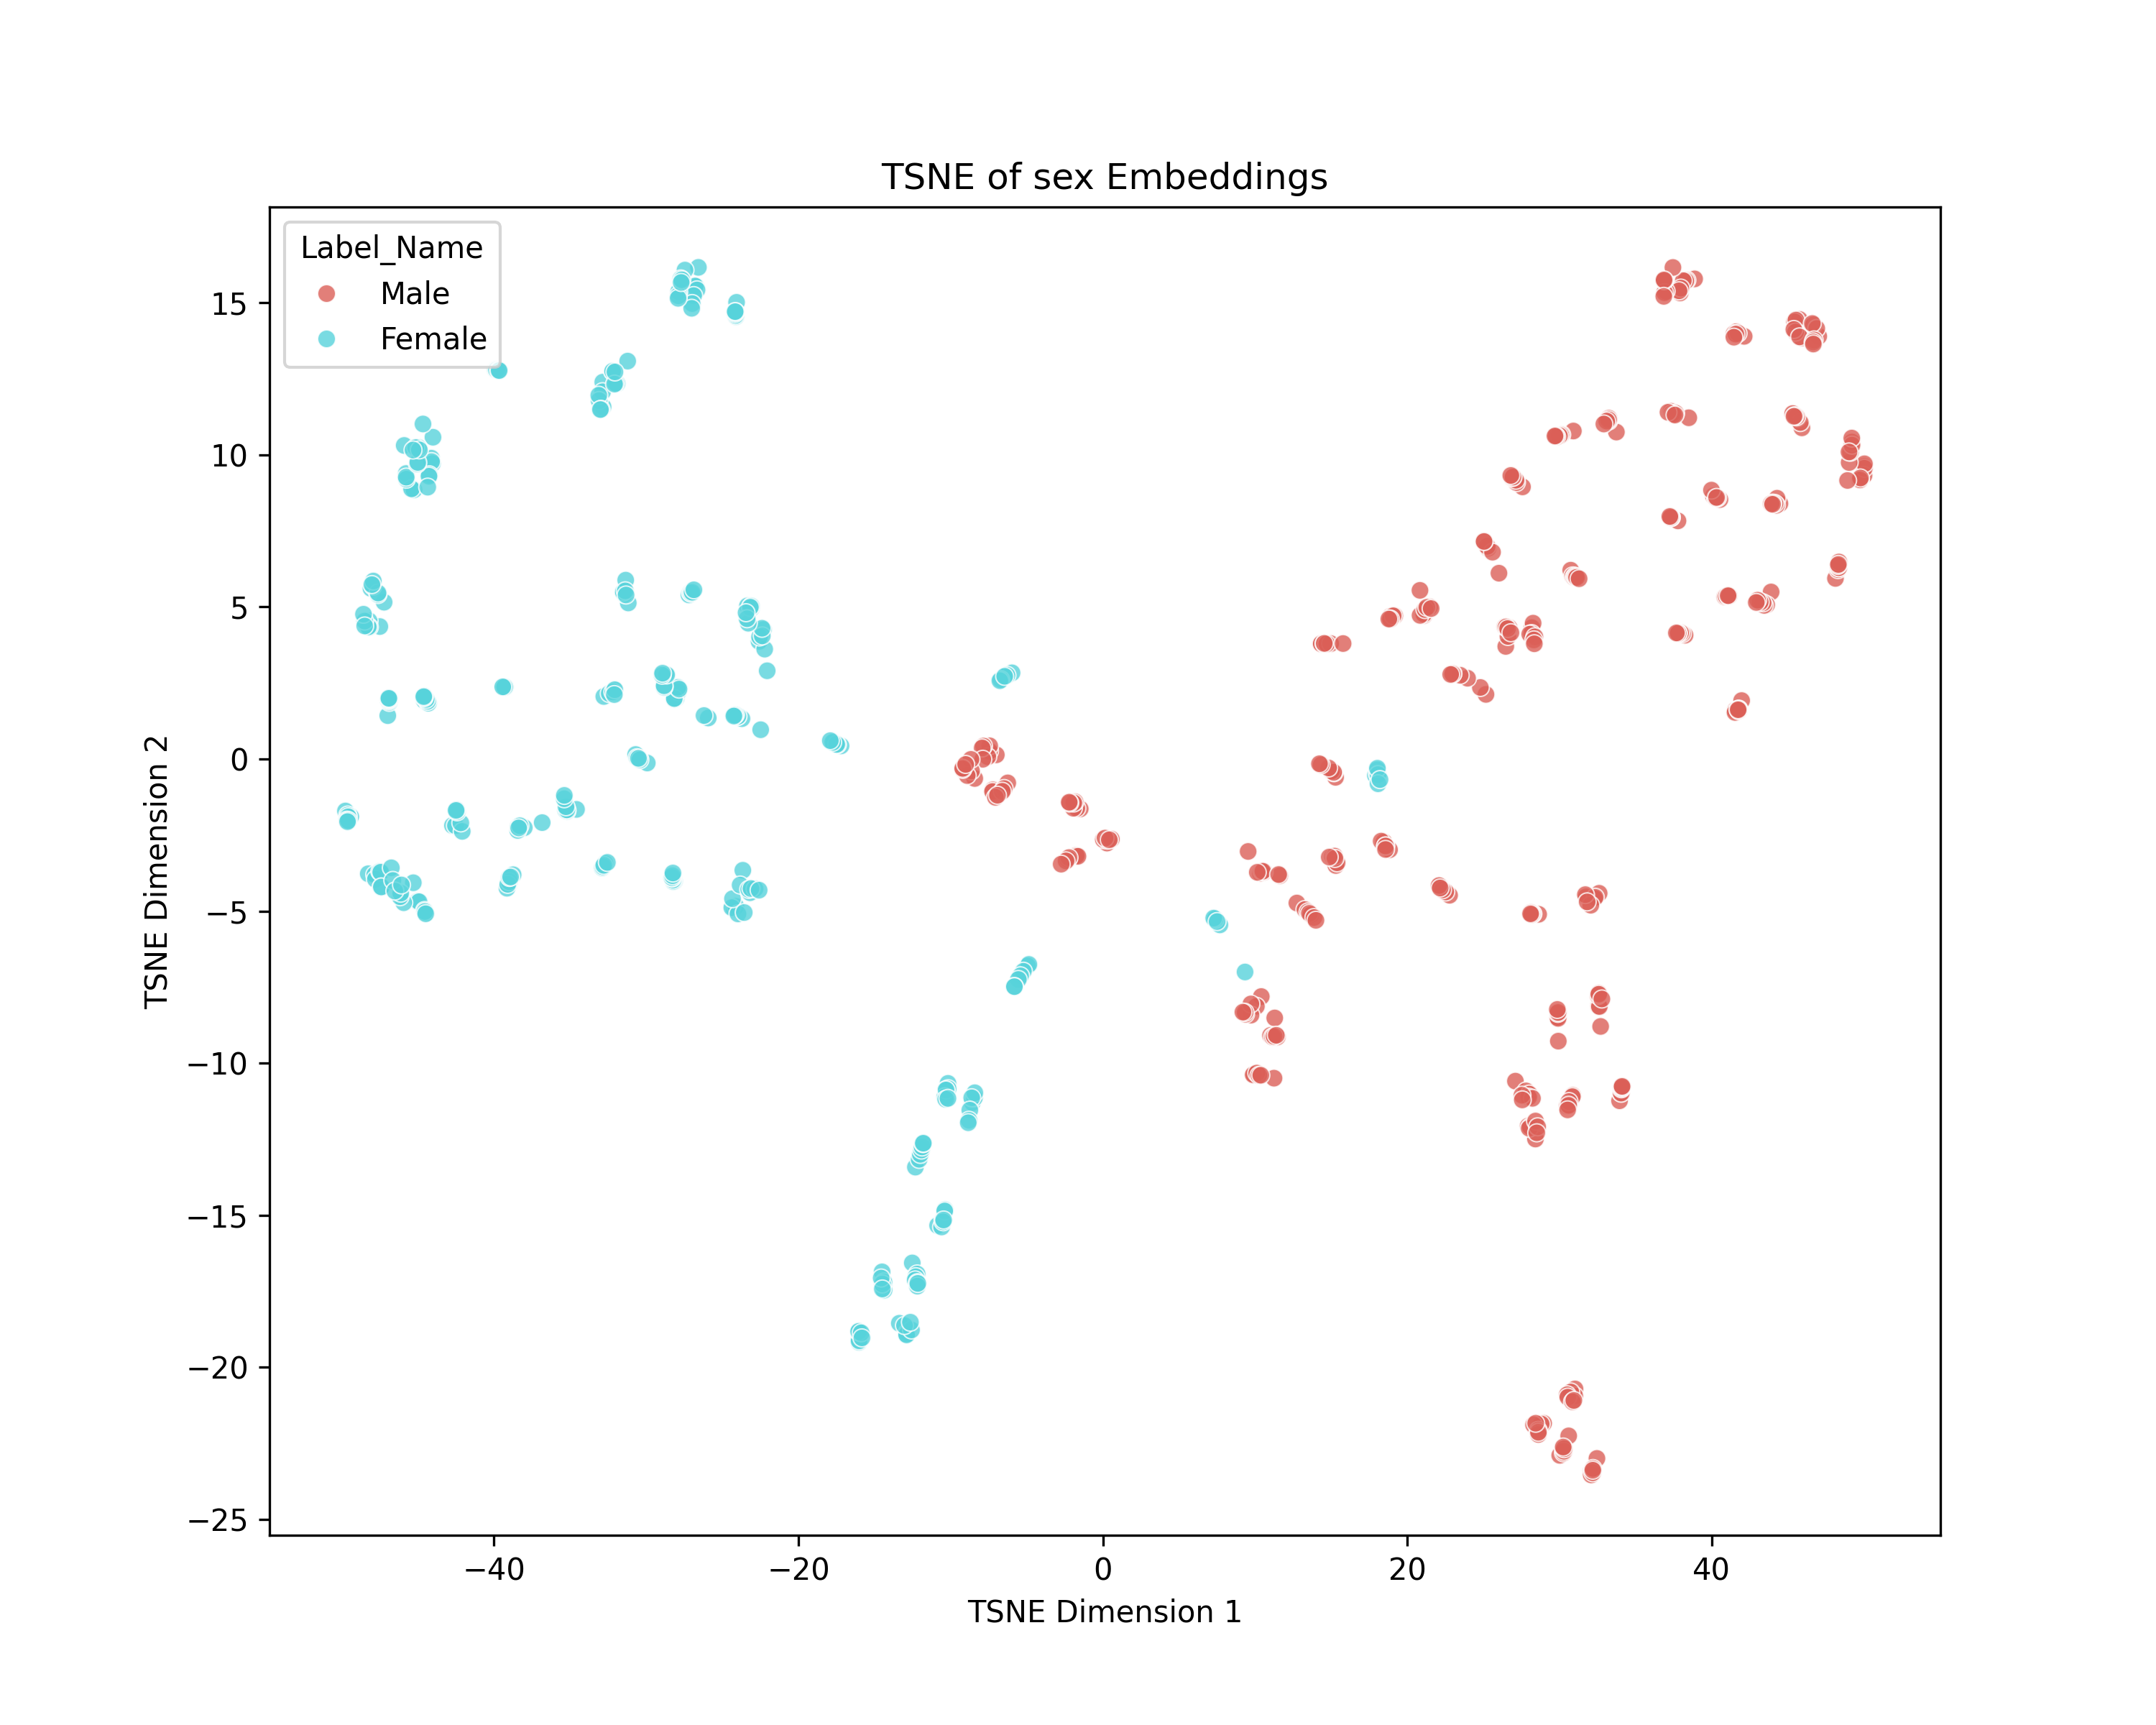 TSNE of sex Embeddings
Label_Name
Male
Female
15
10
5
0
−5
−10
−15
−20
−25
TSNE Dimension 2
−40 −20 0 20 40
TSNE Dimension 1